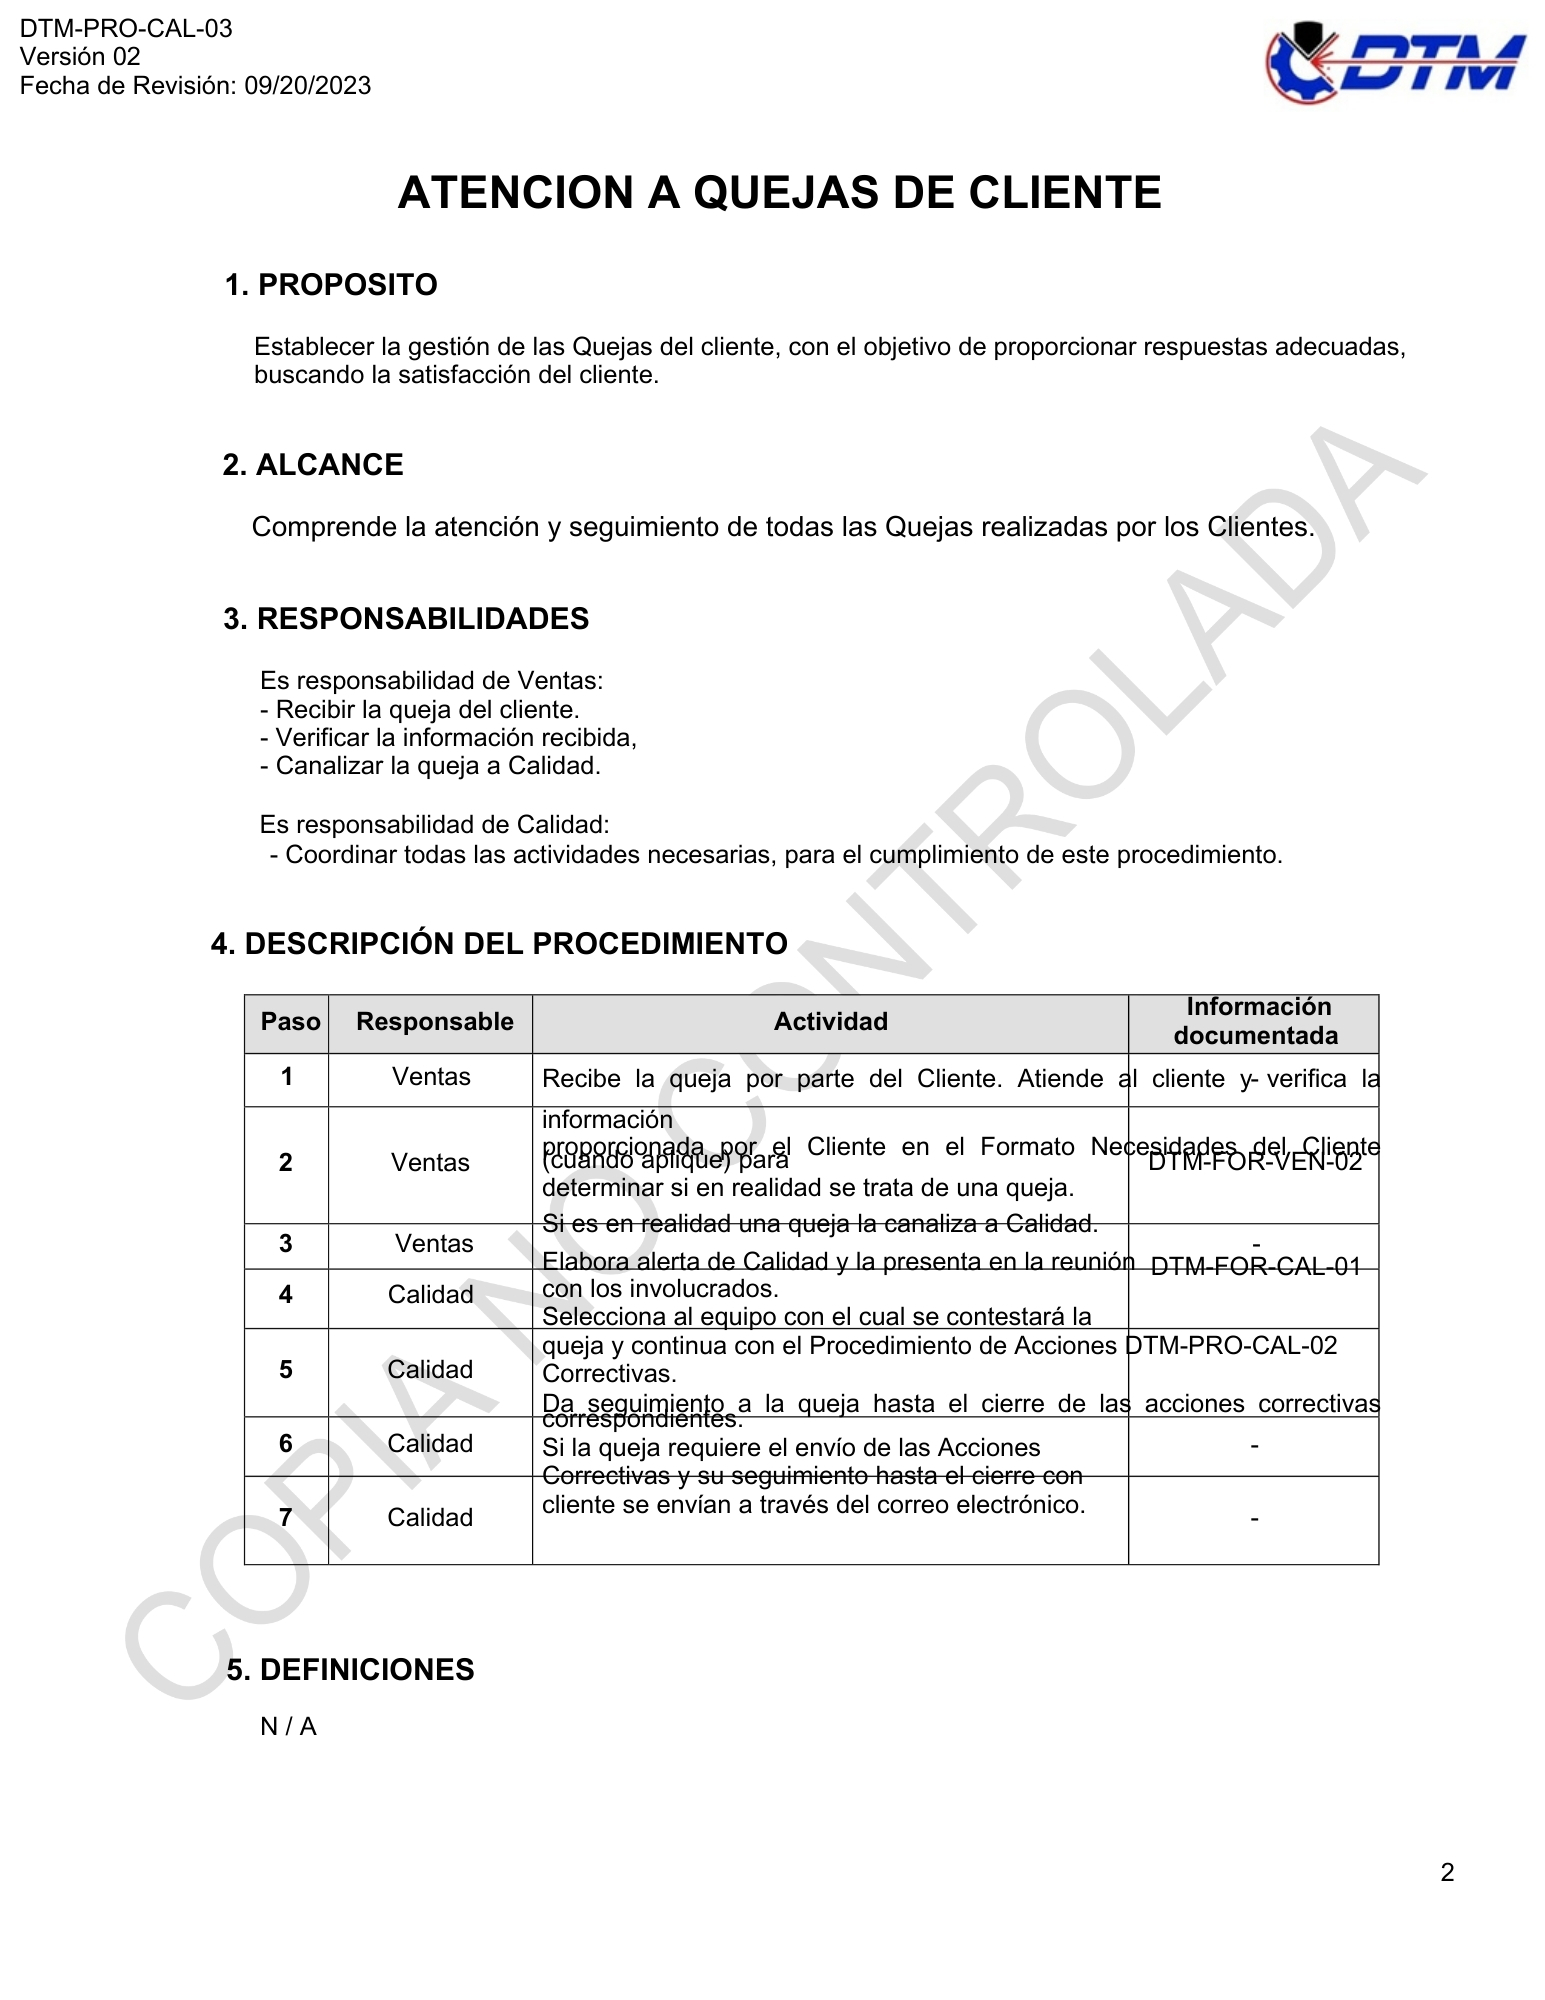 DTM-PRO-CAL-03
Versión 02
Fecha de Revisión: 09/20/2023
DTM
ATENCION A QUEJAS DE CLIENTE
1. PROPOSITO
Establecer la gestión de las Quejas del cliente, con el objetivo de proporcionar respuestas adecuadas,
buscando la satisfacción del cliente.
2. ALCANCE
Comprende la atención y seguimiento de todas las Quejas realizadas por los Clientes.
3. RESPONSABILIDADES
Es responsabilidad de Ventas:
- Recibir la queja del cliente.
- Verificar la información recibida,
- Canalizar la queja a Calidad.
Es responsabilidad de Calidad:
- Coordinar todas las actividades necesarias, para el cumplimiento de este procedimiento.
4. DESCRIPCIÓN DEL PROCEDIMIENTO
Paso Responsable Actividad Información
documentada
1 Ventas Recibe la queja por parte del Cliente. Atiende al cliente y verifica la -
información
proporcionada por el Cliente en el Formato Necesidades del Cliente
2 Ventas (cuando aplique) para DTM-FOR-VEN-02
determinar si en realidad se trata de una queja.
Si es en realidad una queja la canaliza a Calidad.
3 Ventas -
Elabora alerta de Calidad y la presenta en la reunión DTM-FOR-CAL-01
4 Calidad con los involucrados.
Selecciona al equipo con el cual se contestará la
queja y continua con el Procedimiento de Acciones DTM-PRO-CAL-02
5 Calidad Correctivas.
Da seguimiento a la queja hasta el cierre de las acciones correctivas
correspondientes.
6 Calidad Si la queja requiere el envío de las Acciones -
Correctivas y su seguimiento hasta el cierre con
cliente se envían a través del correo electrónico.
7 Calidad -
5. DEFINICIONES
N / A
2
COPIA NO CONTROLADA